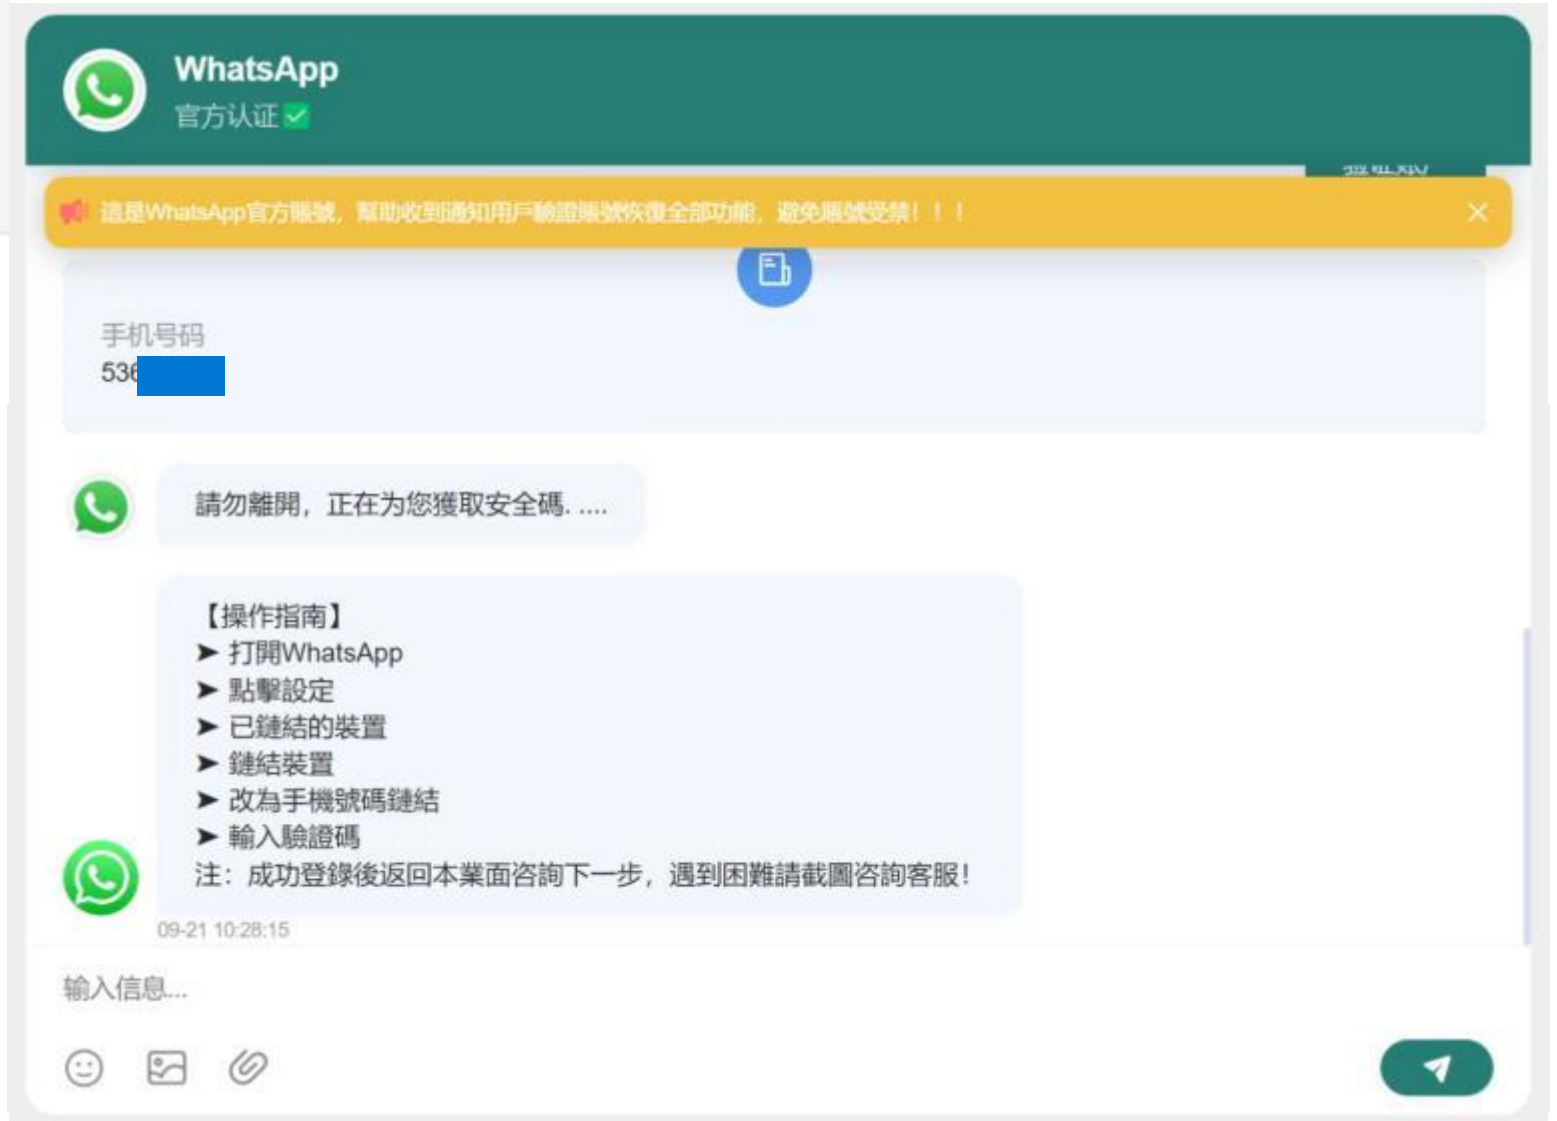 WhatsApp
官方认证✅
验证账户
這是WhatsApp官方賬號，幫助收到通知用戶驗證賬號恢復全部功能，避免賬號受禁！！！
手机号码
536
請勿離開，正在为您獲取安全碼. ....
【操作指南】
➤ 打開WhatsApp
➤ 點擊設定
➤ 已鏈結的裝置
➤ 鏈結裝置
➤ 改為手機號碼鏈結
➤ 輸入驗證碼
注：成功登錄後返回本業面咨詢下一步，遇到困難請截圖咨詢客服！
09-21 10:28:15
输入信息...